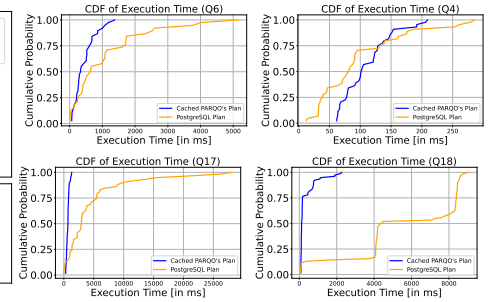 CDF of Execution Time (Q6)
Cumulative Probability
1.00
0.75
0.50
0.25
0.00
Cached PARQO's Plan
PostgreSQL Plan
0 1000 2000 3000 4000 5000
Execution Time [in ms]
CDF of Execution Time (Q4)
Cumulative Probability
1.00
0.75
0.50
0.25
0.00
Cached PARQO's Plan
PostgreSQL Plan
0 50 100 150 200 250
Execution Time [in ms]
CDF of Execution Time (Q17)
Cumulative Probability
1.00
0.75
0.50
0.25
0.00
Cached PARQO's Plan
PostgreSQL Plan
0 5000 10000 15000 20000 25000
Execution Time [in ms]
CDF of Execution Time (Q18)
Cumulative Probability
1.00
0.75
0.50
0.25
0.00
Cached PARQO's Plan
PostgreSQL Plan
0 2000 4000 6000 8000
Execution Time [in ms]